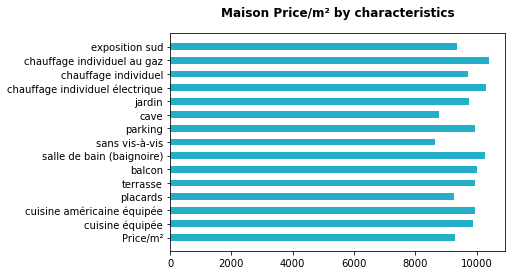 Maison Price/m² by characteristics
exposition sud
chauffage individuel au gaz
chauffage individuel
chauffage individuel électrique
jardin
cave
parking
sans vis-à-vis
salle de bain (baignoire)
balcon
terrasse
placards
cuisine américaine équipée
cuisine équipée
Price/m²
0 2000 4000 6000 8000 10000